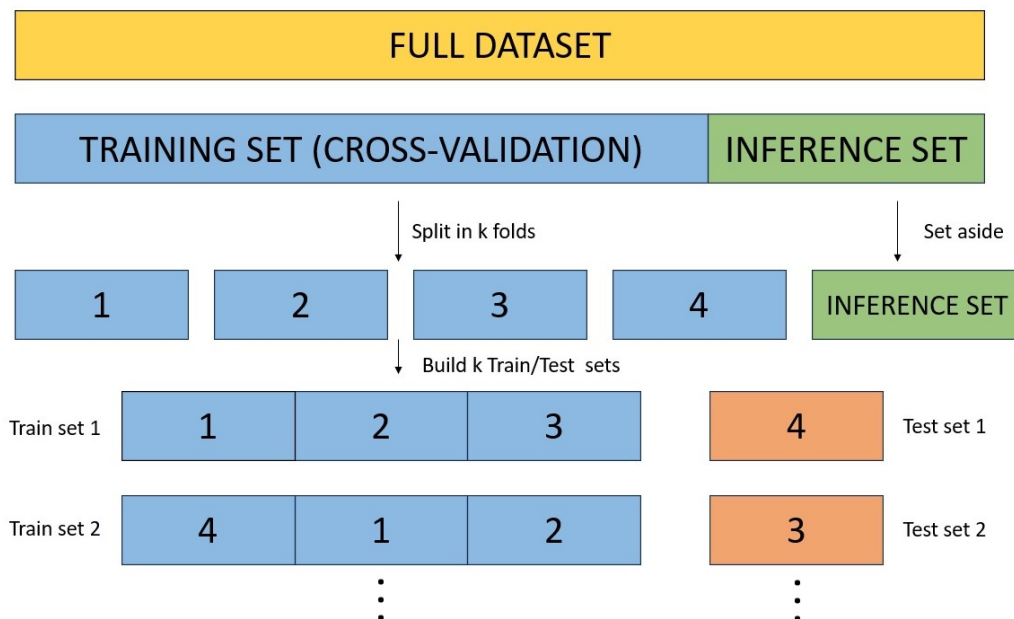 FULL DATASET
TRAINING SET (CROSS-VALIDATION) INFERENCE SET
Split in k folds Set aside
1 2 3 4 INFERENCE SET
Build k Train/Test sets
Train set 1 1 2 3 4 Test set 1
Train set 2 4 1 2 3 Test set 2